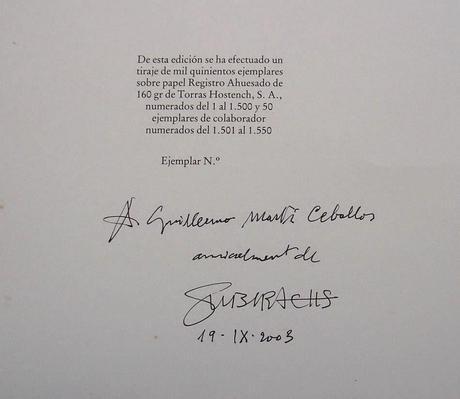 De esta edición se ha efectuado un
tiraje de mil quinientos ejemplares
sobre papel Registro Ahuesado de
160 gr de Torras Hostench, S. A.,
numerados del 1 al 1.500 y 50
ejemplares de colaborador
numerados del 1.501 al 1.550
Ejemplar N.º
A Guillermo Martí Ceballos
amicalment de
SUBIRACHS
19-IX-2003